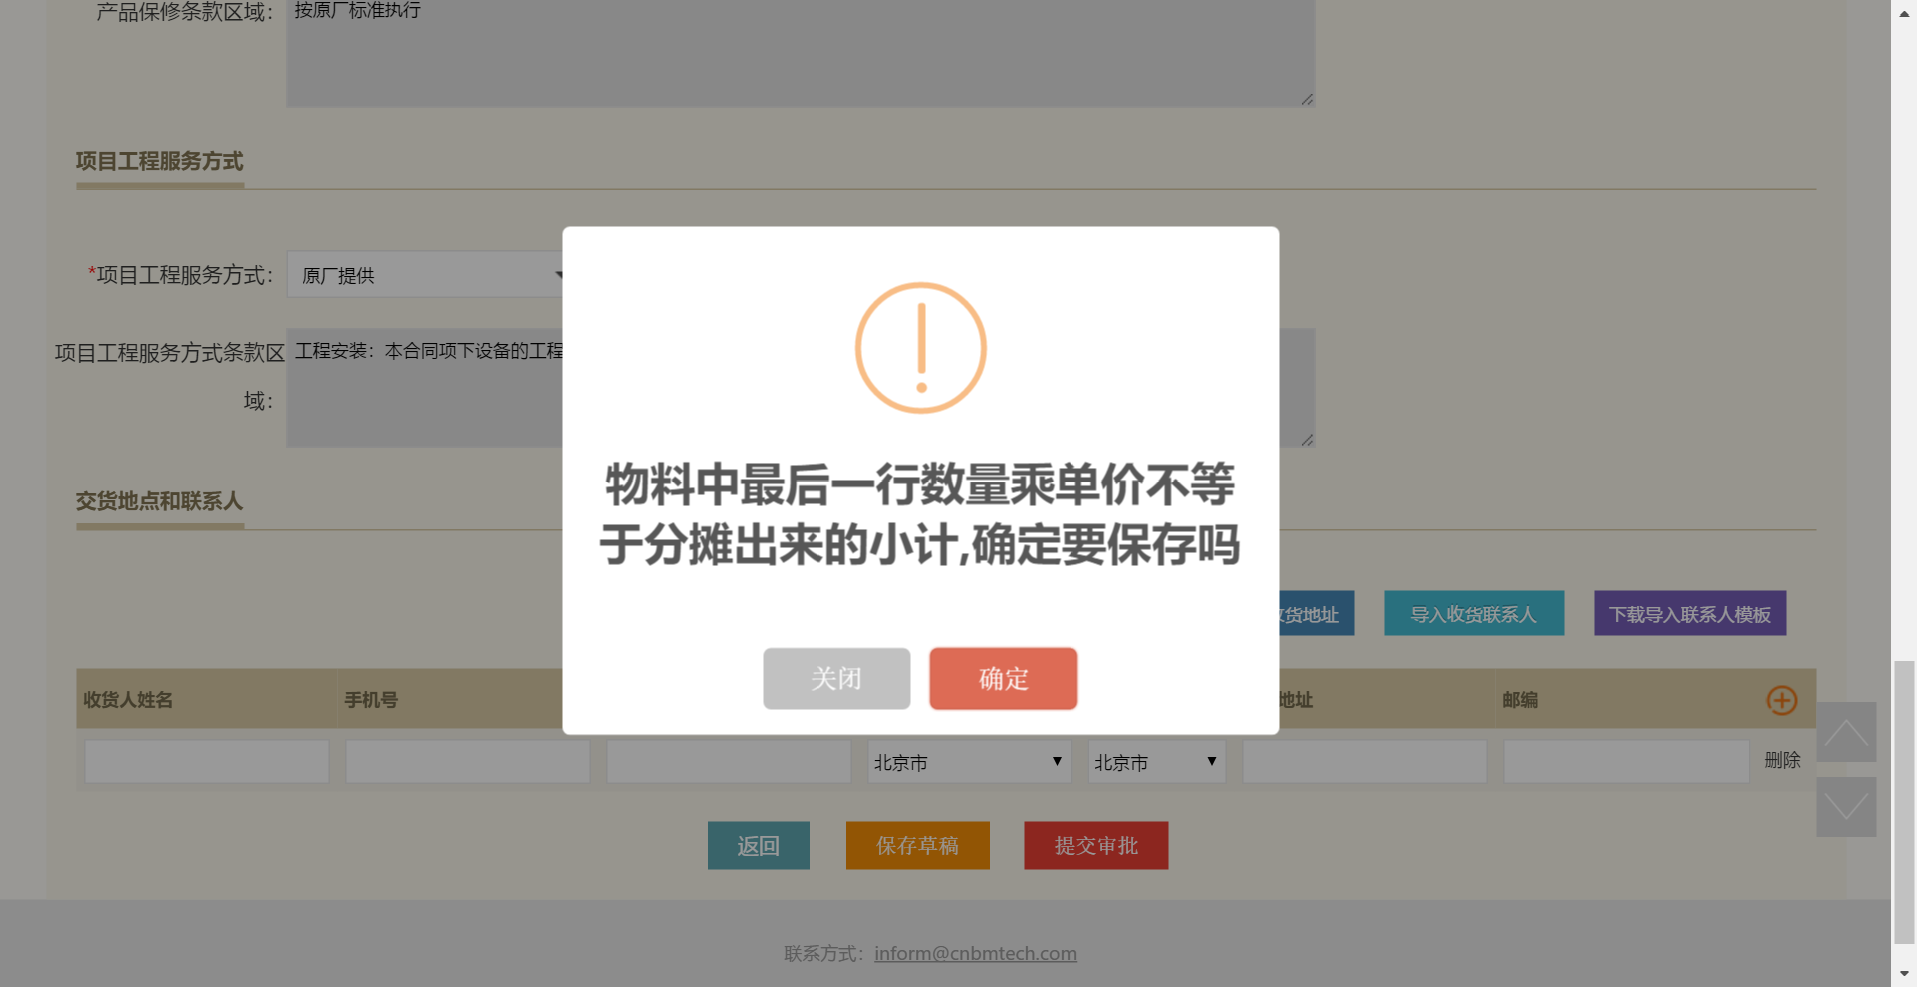 产品保修条款区域：
按原厂标准执行
项目工程服务方式
*项目工程服务方式：
原厂提供
项目工程服务方式条款区域：
工程安装：本合同项下设备的工程
交货地点和联系人
物料中最后一行数量乘单价不等
于分摊出来的小计,确定要保存吗
关闭 确定
货地址 导入收货联系人 下载导入联系人模板
收货人姓名 手机号 地址 邮编
北京市 北京市 删除
返回 保存草稿 提交审批
联系方式：inform@cnbmtech.com